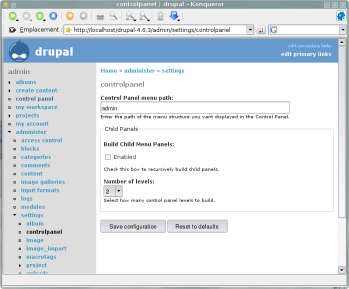 controlpanel | drupal - Konqueror
Emplacement
http://localhost/drupal-4.6.3/admin/settings/controlpanel
drupal
edit secondary links
edit primary links
admin
albums
create content
control panel
my workspace
projects
my account
administer
access control
blocks
categories
comments
content
image galleries
input formats
logs
modules
settings
album
controlpanel
image
image_import
macrotags
project
uploads
Home » administer » settings
controlpanel
Control Panel menu path:
admin
Enter the path of the menu structure you want displayed in the Control Panel.
Child Panels
Build Child Menu Panels:
Enabled
Check this box to recursively build child panels.
Number of levels:
2
Select how many control panel levels to build.
Save configuration
Reset to defaults